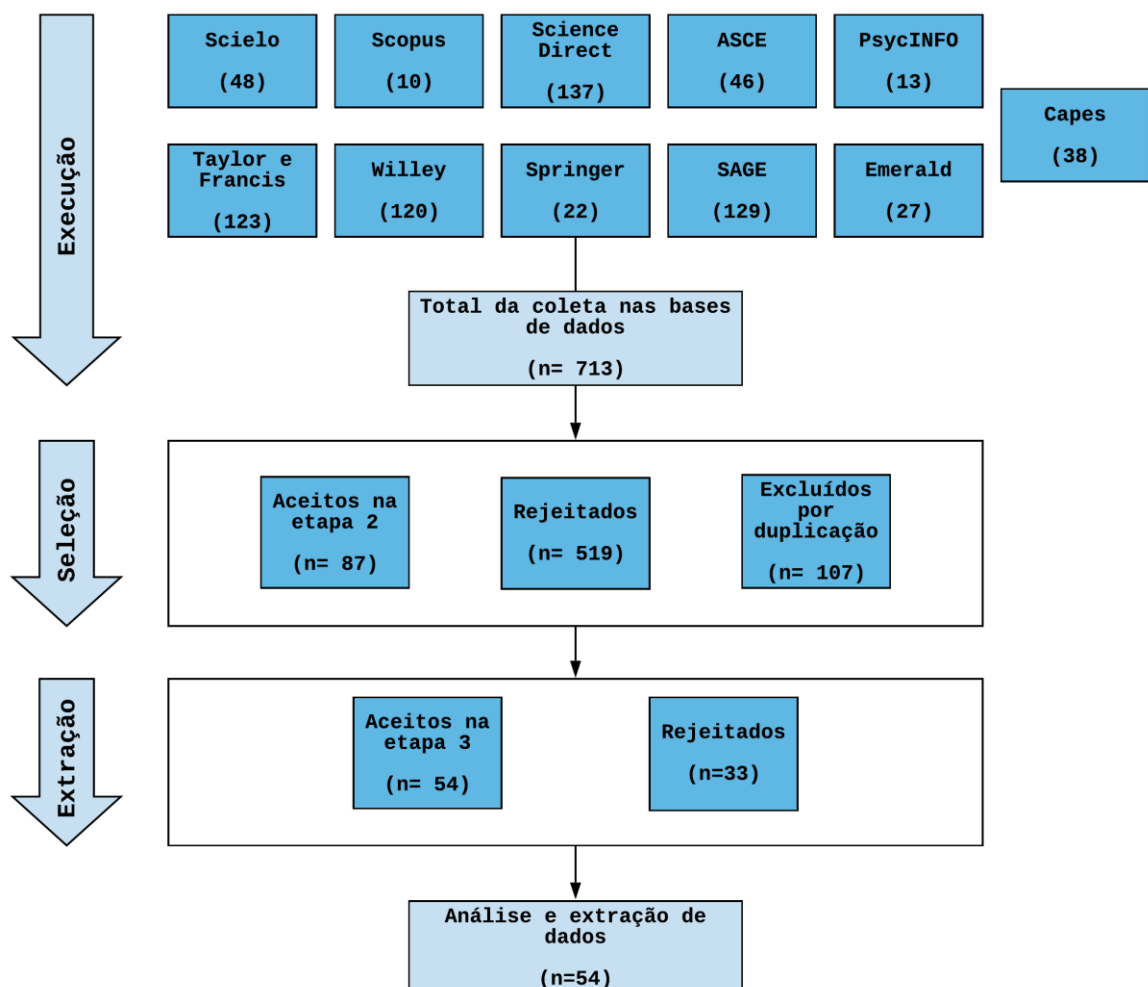 Execução
Scielo
(48)
Scopus
(10)
Science
Direct
(137)
ASCE
(46)
PsycINFO
(13)
Capes
(38)
Taylor e
Francis
(123)
Willey
(120)
Springer
(22)
SAGE
(129)
Emerald
(27)
Total da coleta nas bases
de dados
(n= 713)
Seleção
Aceitos na
etapa 2
(n= 87)
Rejeitados
(n= 519)
Excluídos
por
duplicação
(n= 107)
Extração
Aceitos na
etapa 3
(n= 54)
Rejeitados
(n=33)
Análise e extração de
dados
(n=54)